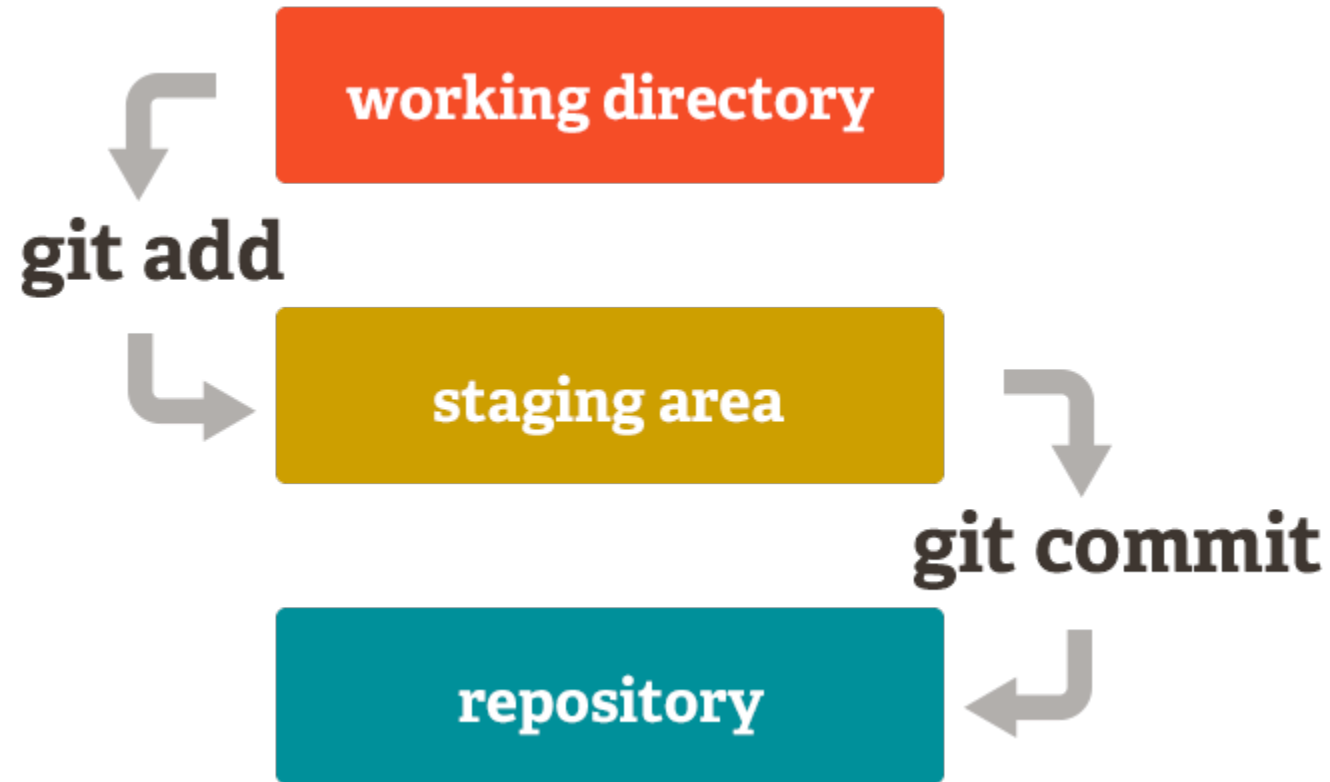 working directory
git add
staging area
git commit
repository